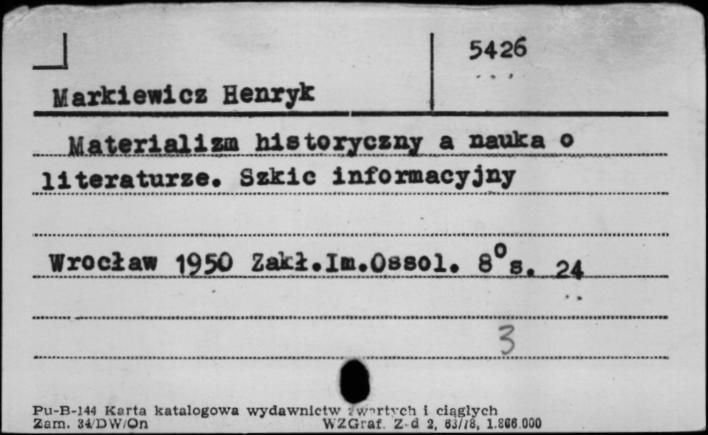 5426
Markiewicz Henryk
Materializm historyczny a nauka o
literaturze. Szkic informacyjny
Wrocław 1950 Zakł.Im.Ossol. 8° s. 24
3
Pu-B-144 Karta katalogowa wydawnictw zwartych i ciągłych
Zam. 34/DW/On WZGraf. Z-d 2, 63/78, 1.866.000